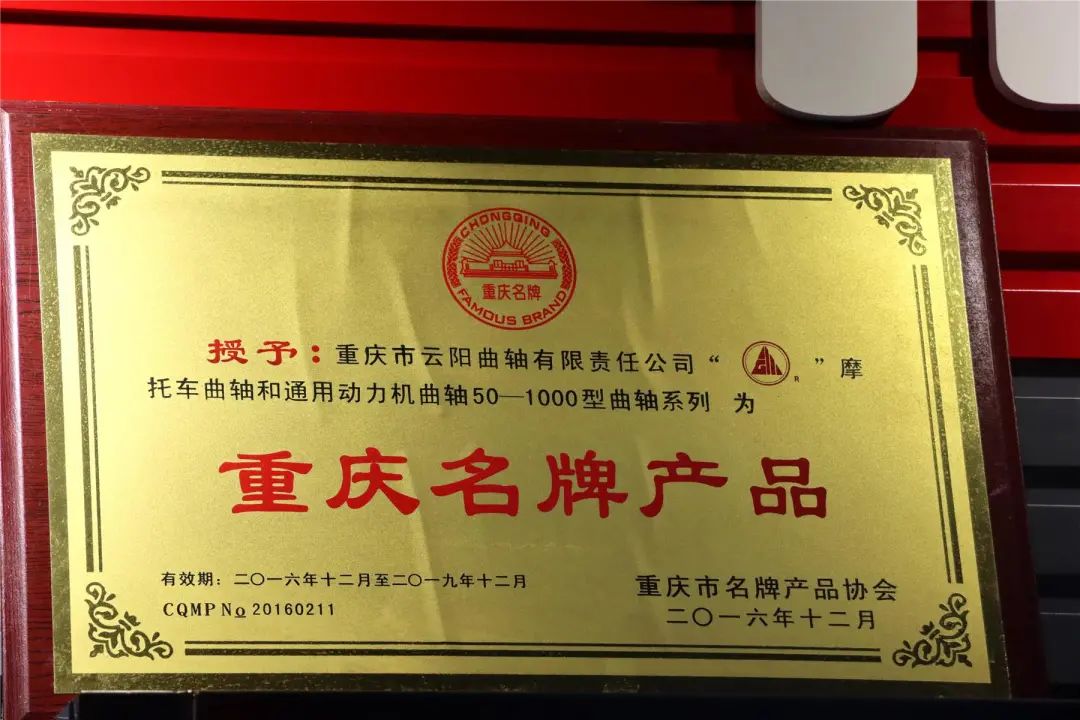 CHONGQING
重庆名牌
FAMOUS BRAND
授予：重庆市云阳曲轴有限责任公司“ ® ”摩
托车曲轴和通用动力机曲轴50—1000型曲轴系列 为
重庆名牌产品
有效期：二〇一六年十二月至二〇一九年十二月
CQMP No 20160211
重庆市名牌产品协会
二〇一六年十二月